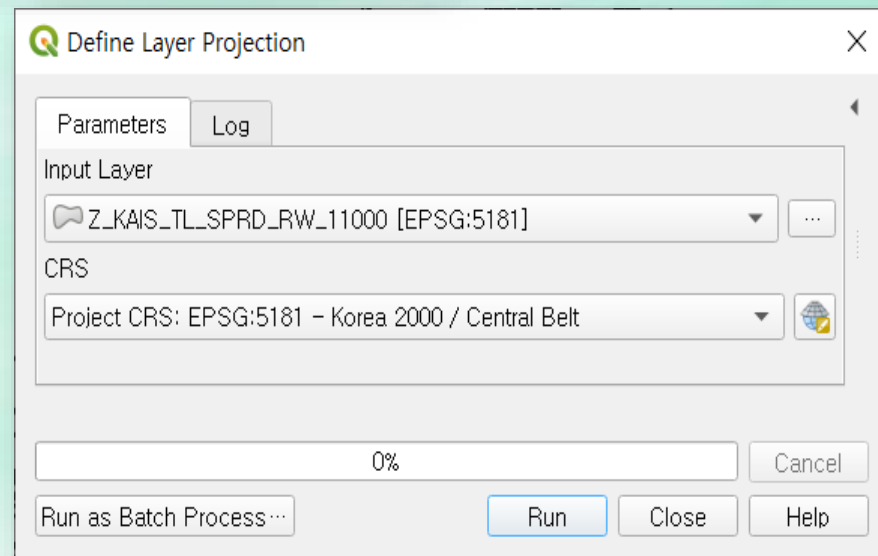 Define Layer Projection
Parameters Log
Input Layer
Z_KAIS_TL_SPRD_RW_11000 [EPSG:5181]
...
CRS
Project CRS: EPSG:5181 - Korea 2000 / Central Belt
0%
Cancel
Run as Batch Process…
Run
Close
Help